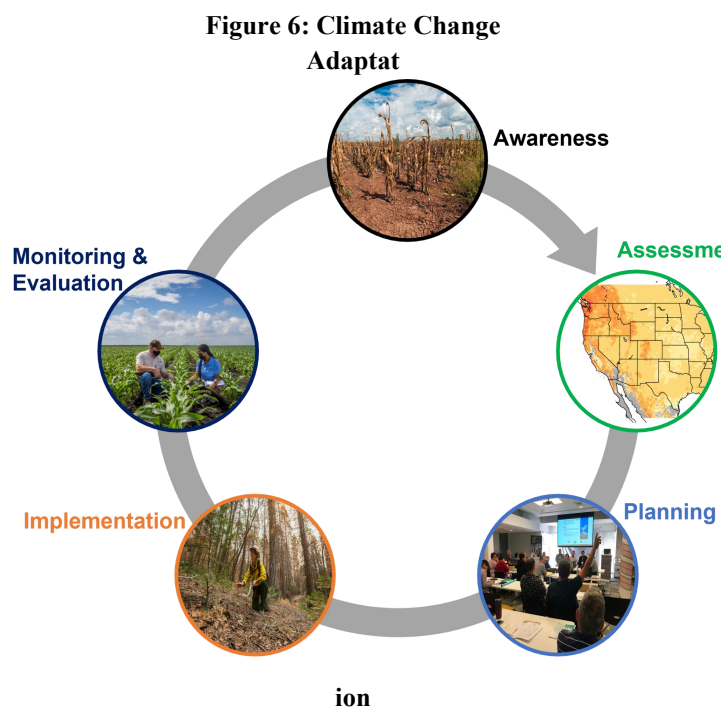 Figure 6: Climate Change
Adaptat
Awareness
Assessme
Monitoring &
Evaluation
Implementation
Planning
ion